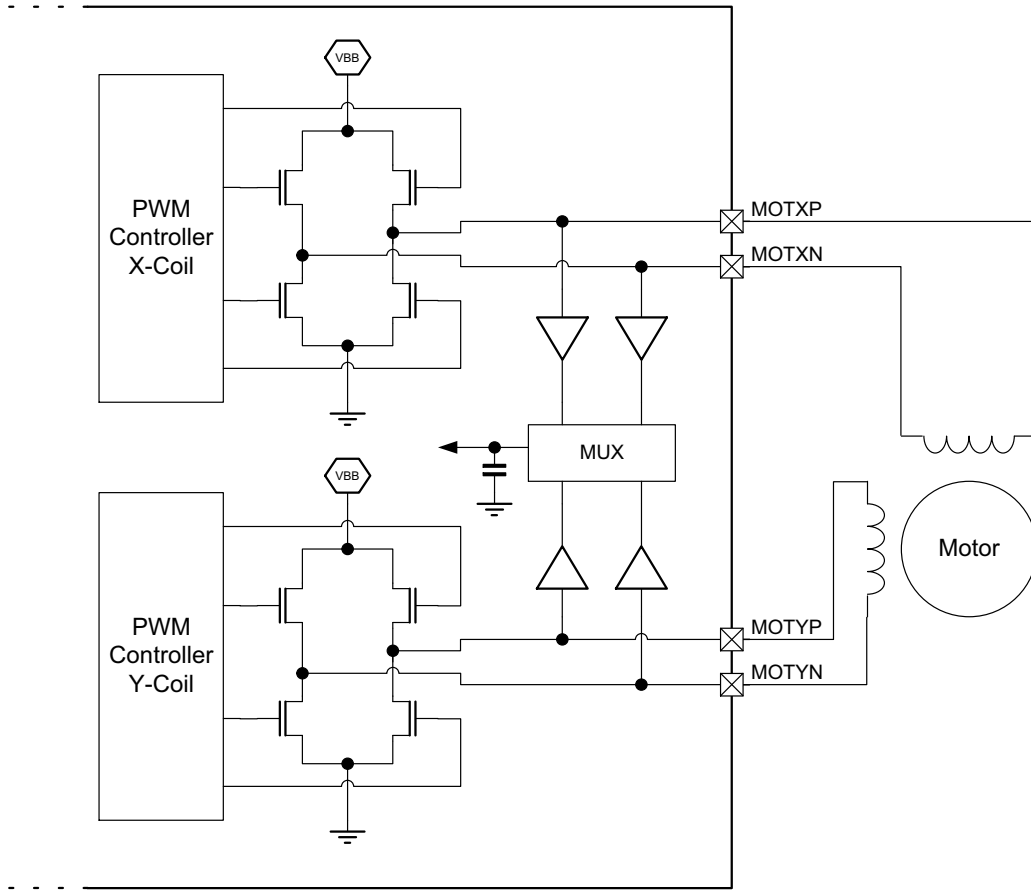 VBB
PWM
Controller
X-Coil
MOTXP
MOTXN
MUX
VBB
PWM
Controller
Y-Coil
Motor
MOTYP
MOTYN